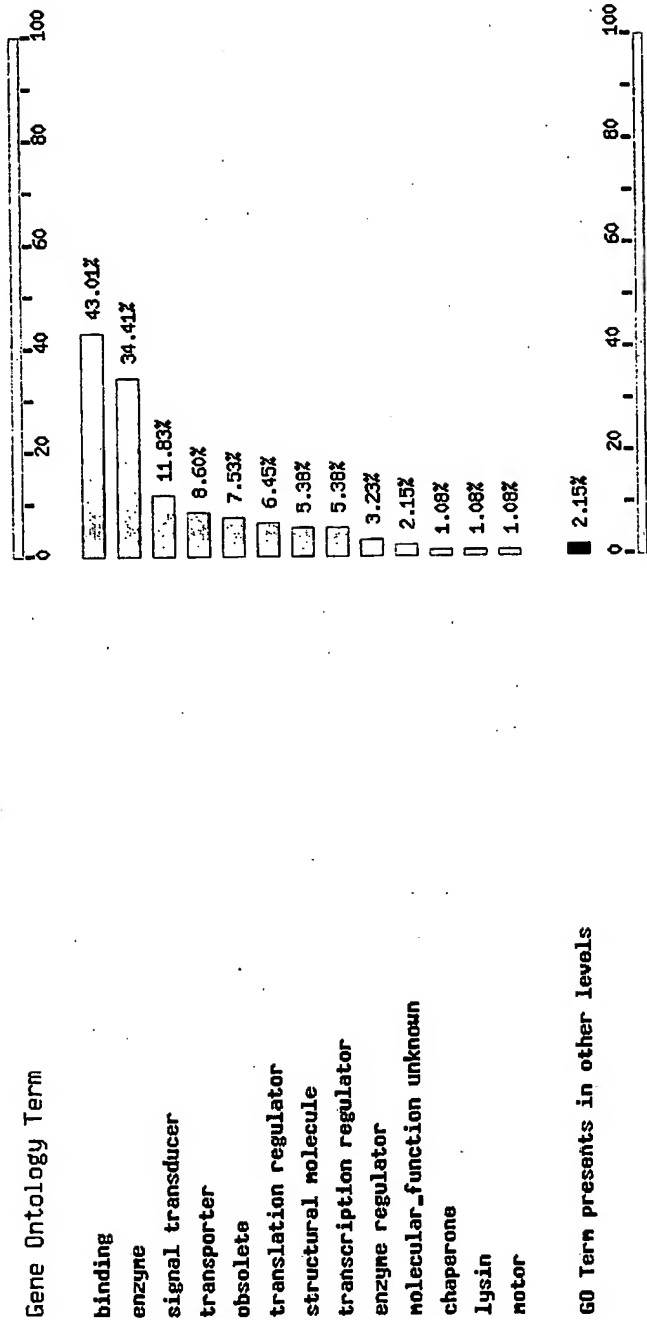 Gene Ontology Term
0 20 40 60 80 100
binding 43.01%
enzyme 34.41%
signal transducer 11.83%
transporter 8.60%
obsolete 7.53%
translation regulator 6.45%
structural molecule 5.38%
transcription regulator 5.38%
enzyme regulator 3.23%
molecular_function unknown 2.15%
chaperone 1.08%
lysin 1.08%
motor 1.08%
GO Term presents in other levels 2.15%
0 20 40 60 80 100